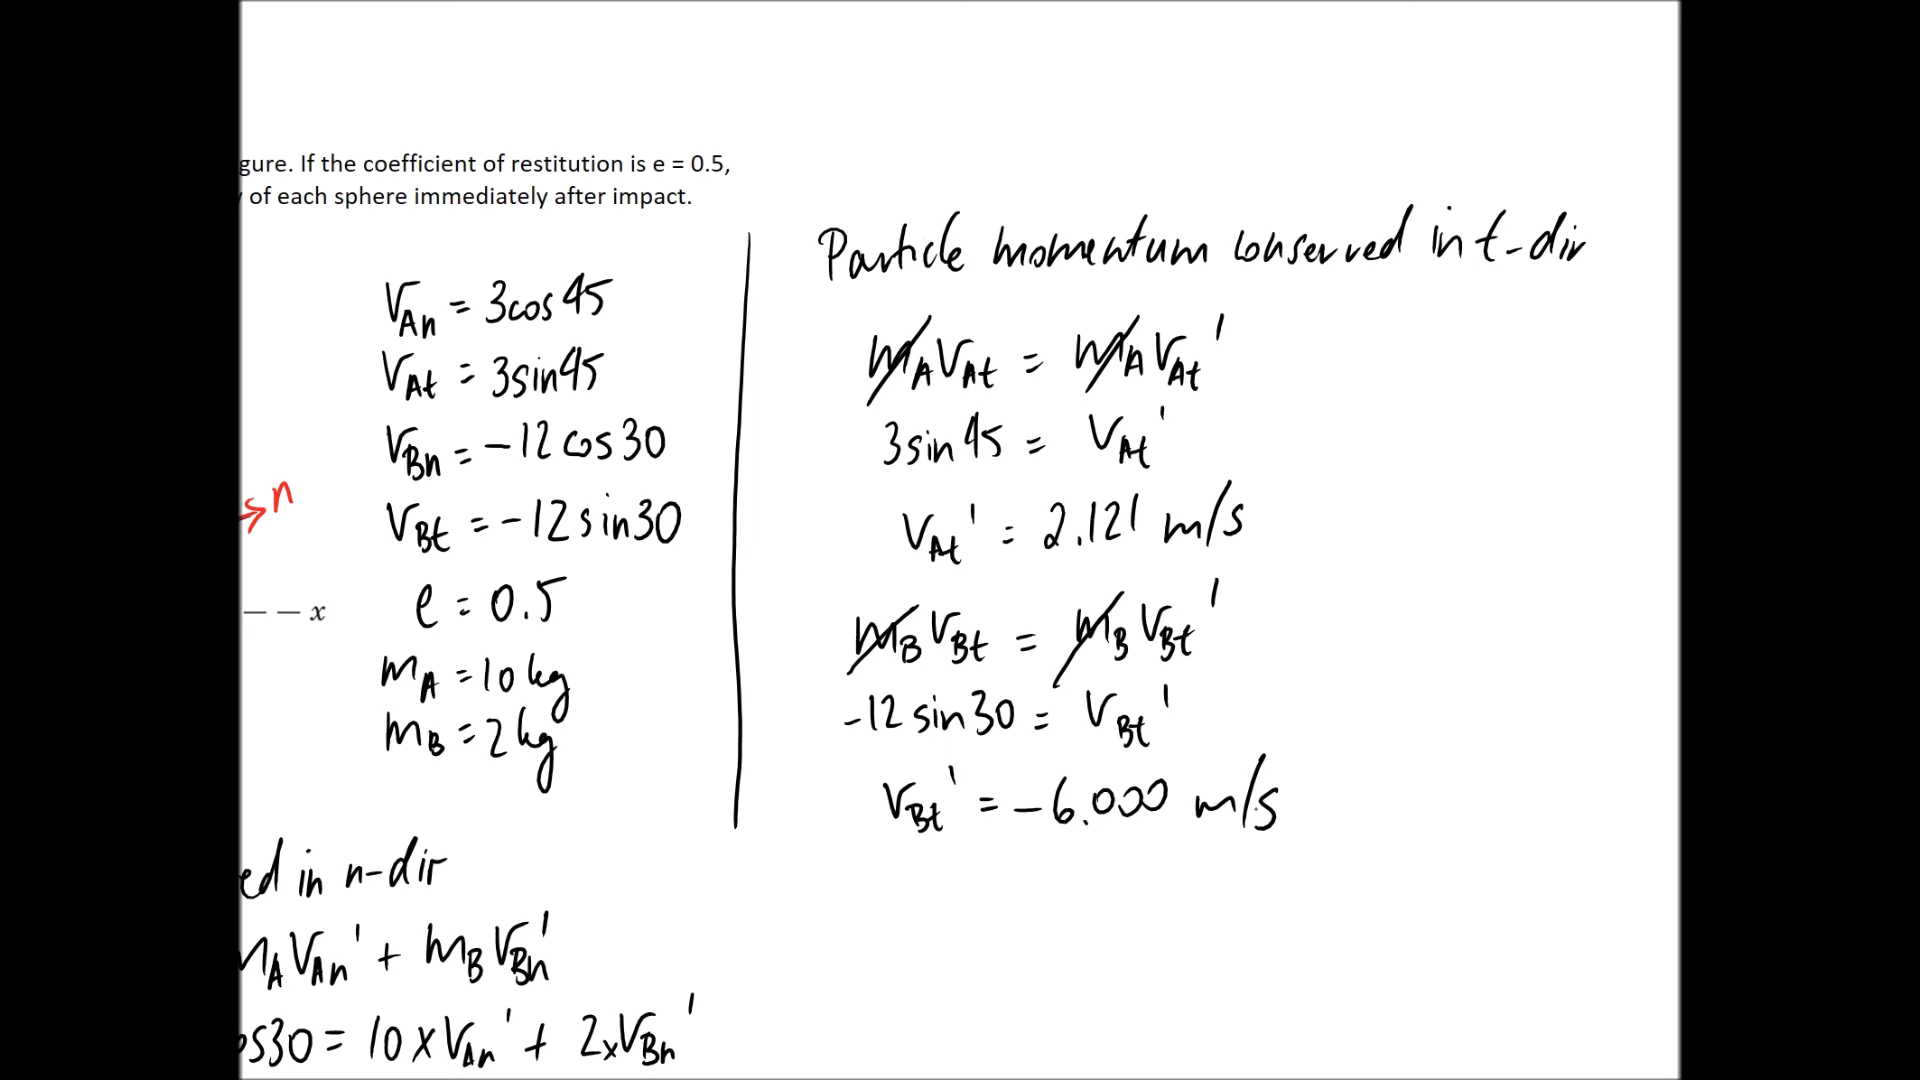 gure. If the coefficient of restitution is e = 0.5,
of each sphere immediately after impact.
V_An = 3cos45
V_At = 3sin45
V_Bn = -12cos30
V_Bt = -12sin30
e = 0.5
m_A = 10kg
m_B = 2kg
n
x
ed in n-dir
m_A V_An' + m_B V_Bn'
os30 = 10 x V_An' + 2 x V_Bn'
Particle momentum conserved in t-dir
m_A V_At = m_A V_At'
3sin45 = V_At'
V_At' = 2.121 m/s
m_B V_Bt = m_B V_Bt'
-12sin30 = V_Bt'
V_Bt' = -6.000 m/s